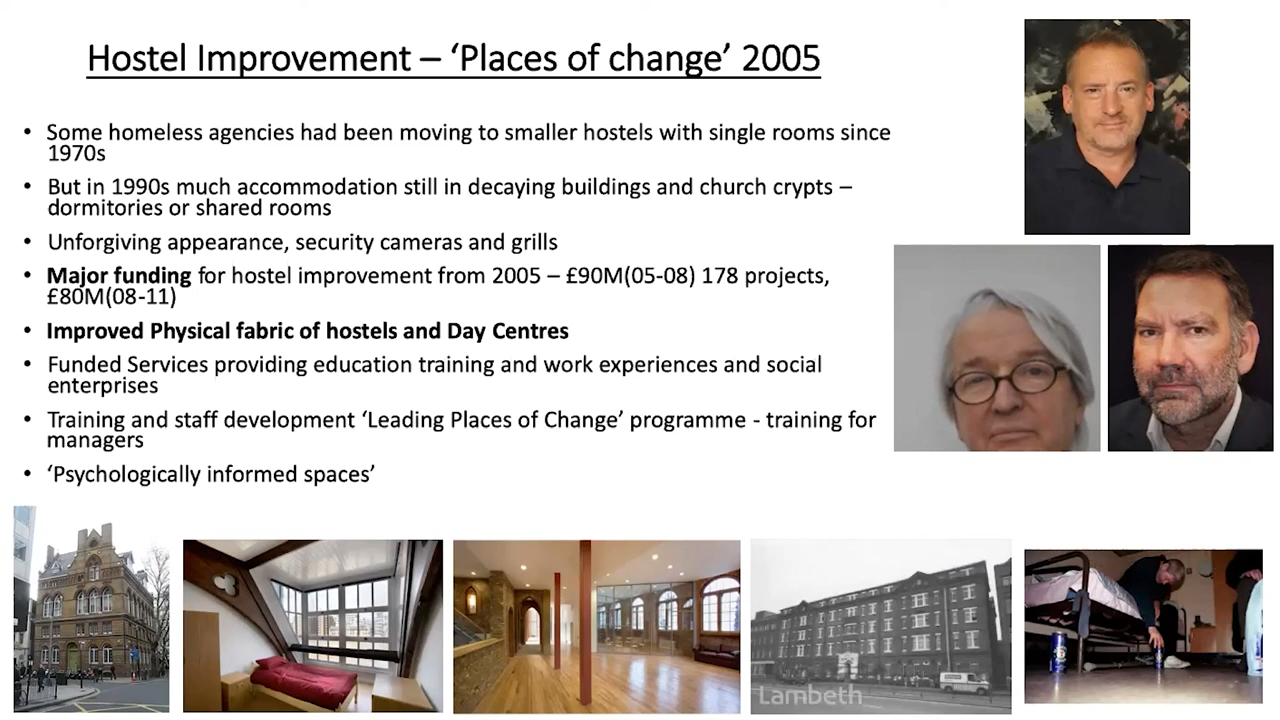 Hostel Improvement – ‘Places of change’ 2005
• Some homeless agencies had been moving to smaller hostels with single rooms since
1970s
• But in 1990s much accommodation still in decaying buildings and church crypts –
dormitories or shared rooms
• Unforgiving appearance, security cameras and grills
• Major funding for hostel improvement from 2005 – £90M(05-08) 178 projects,
£80M(08-11)
• Improved Physical fabric of hostels and Day Centres
• Funded Services providing education training and work experiences and social
enterprises
• Training and staff development ‘Leading Places of Change’ programme - training for
managers
• ‘Psychologically informed spaces’
Lambeth